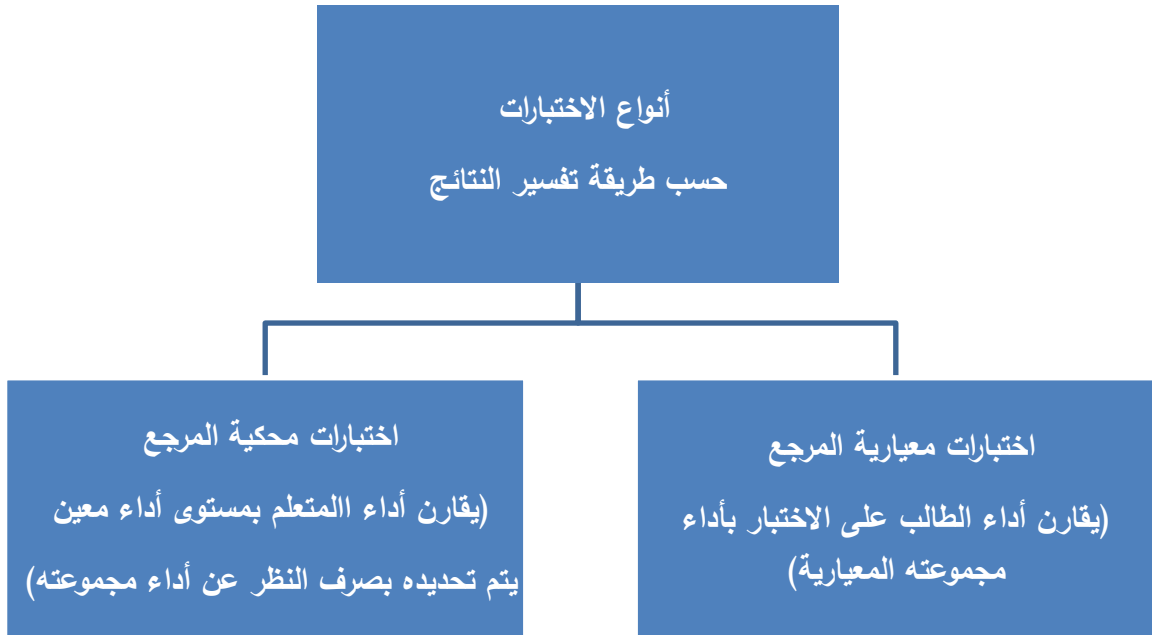 أنواع الاختبارات
حسب طريقة تفسير النتائج
اختبارات معيارية المرجع
(يقارن أداء الطالب على الاختبار بأداء
مجموعته المعيارية)
اختبارات محكية المرجع
(يقارن أداء االمتعلم بمستوى أداء معين
يتم تحديده بصرف النظر عن أداء مجموعته)